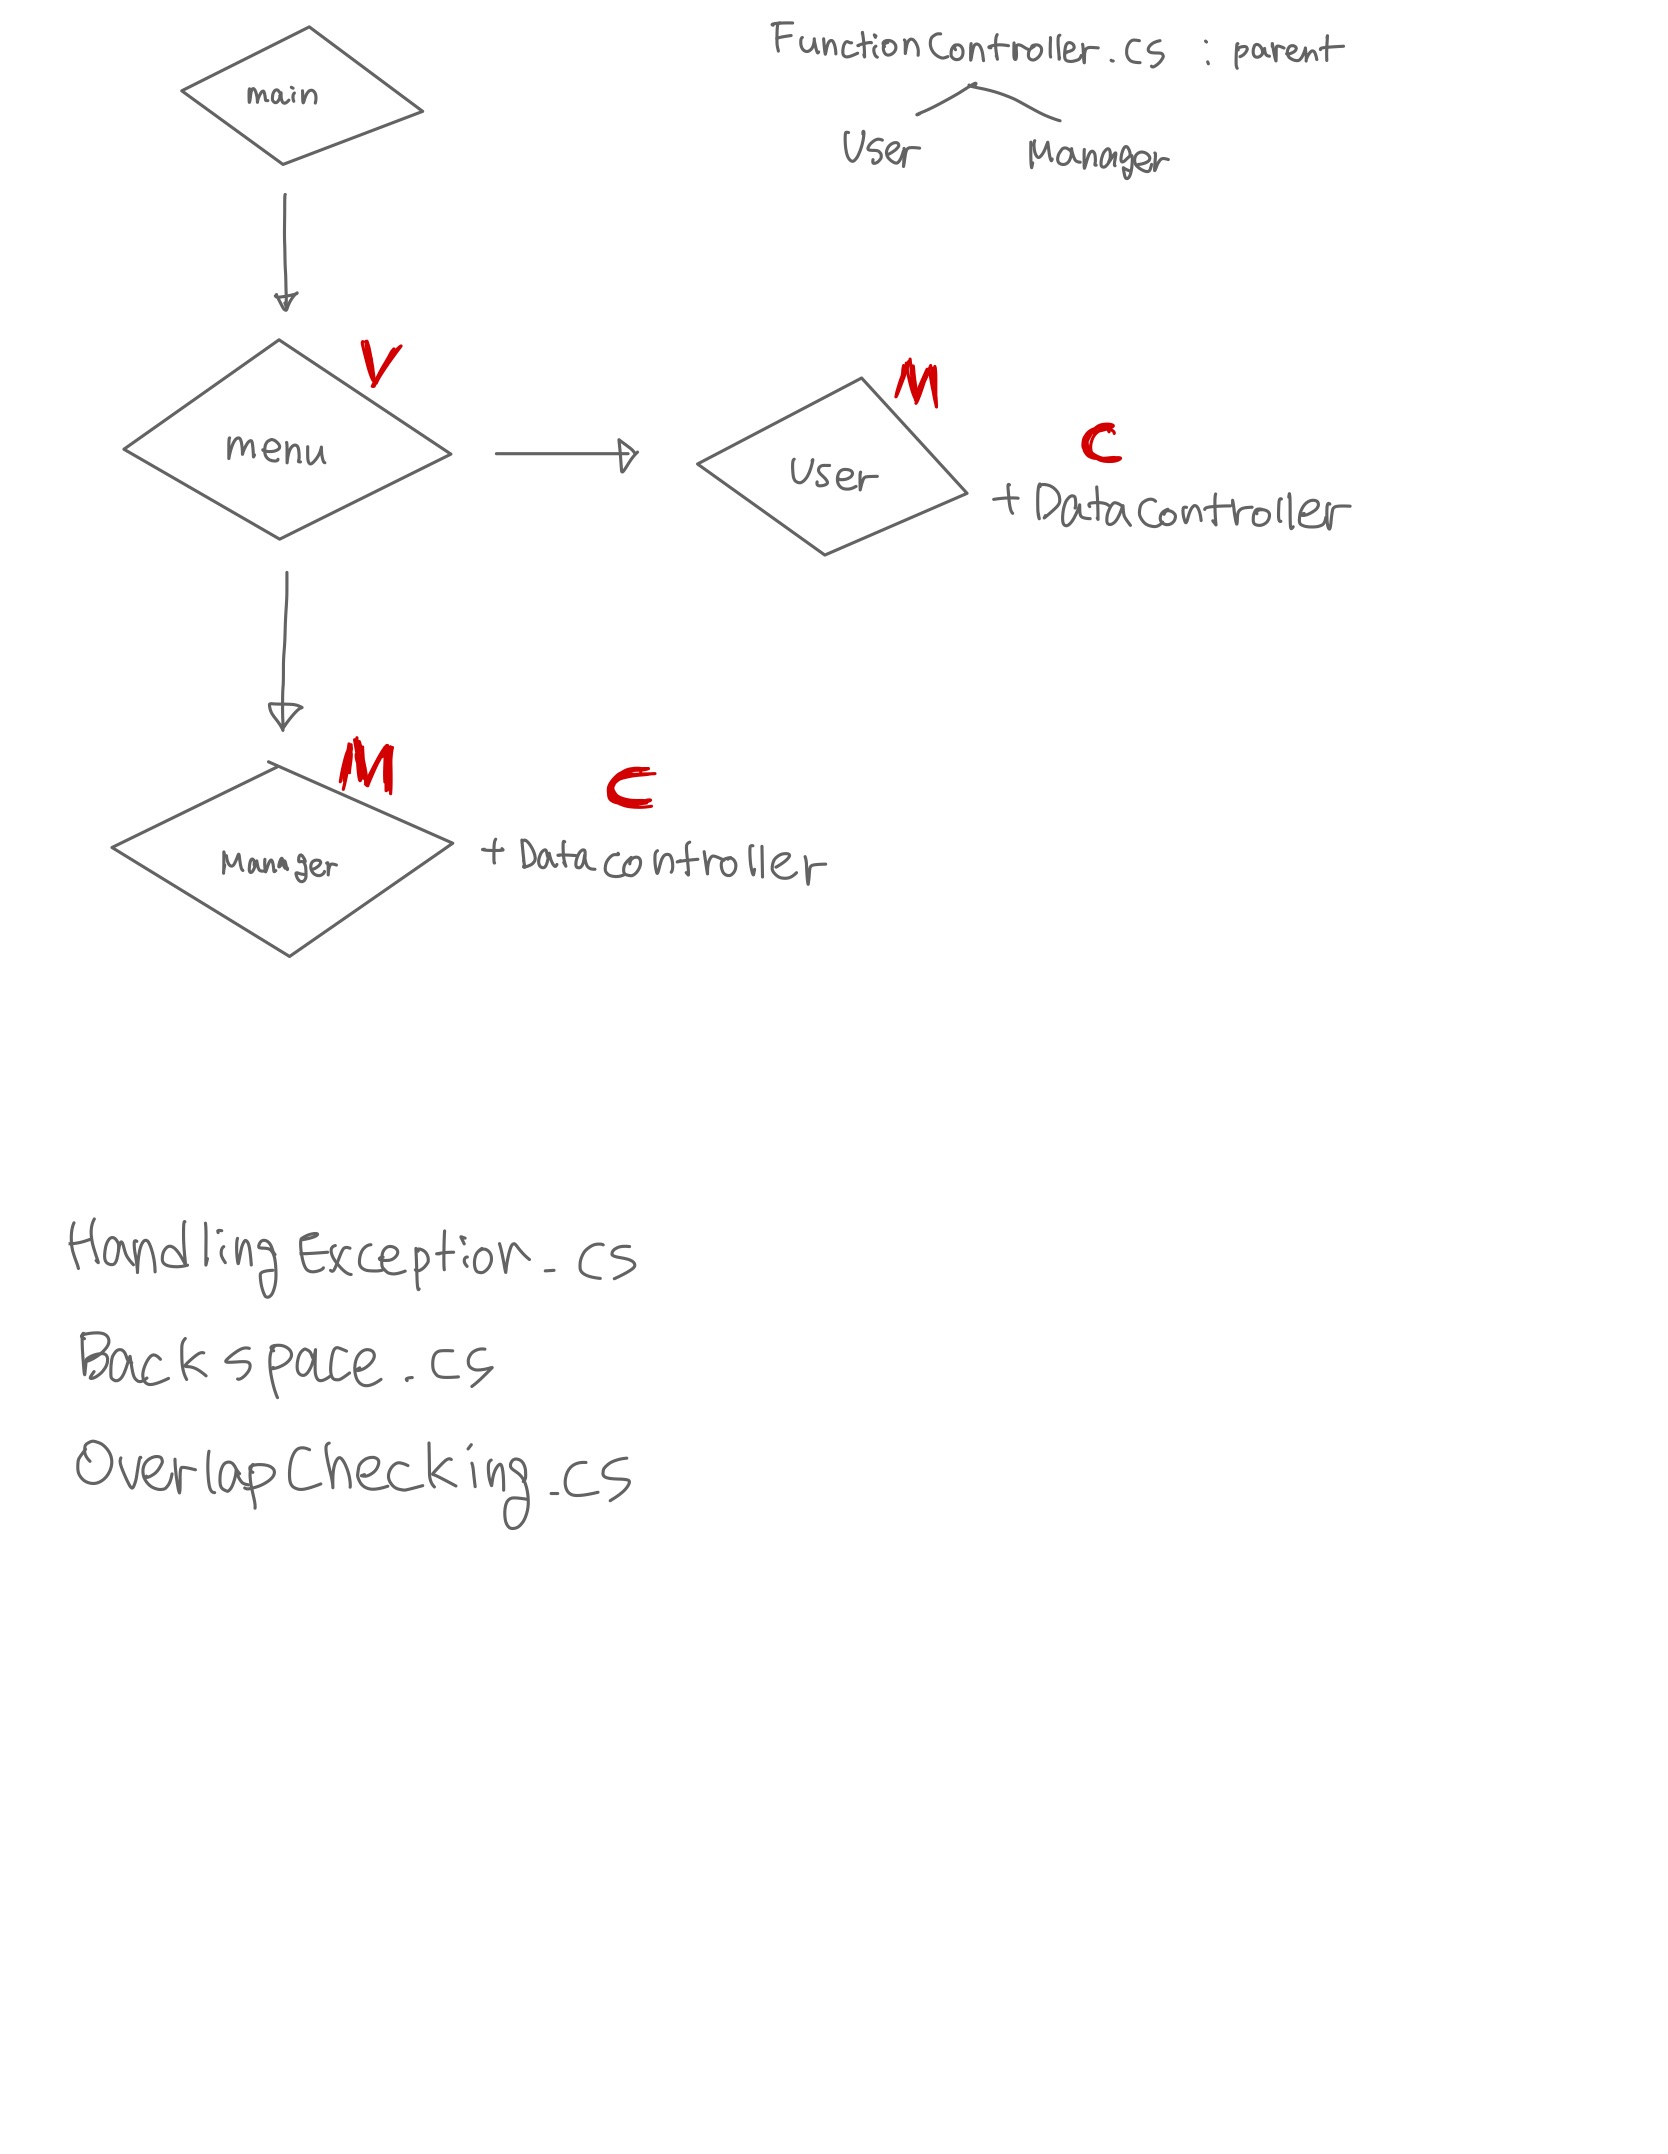 main
FunctionController.cs : parent
User
Manager
V
menu
M
User
C
+ DataController
M
Manager
C
+ Datacontroller
HandlingException.cs
Backspace.cs
OverlapChecking.cs